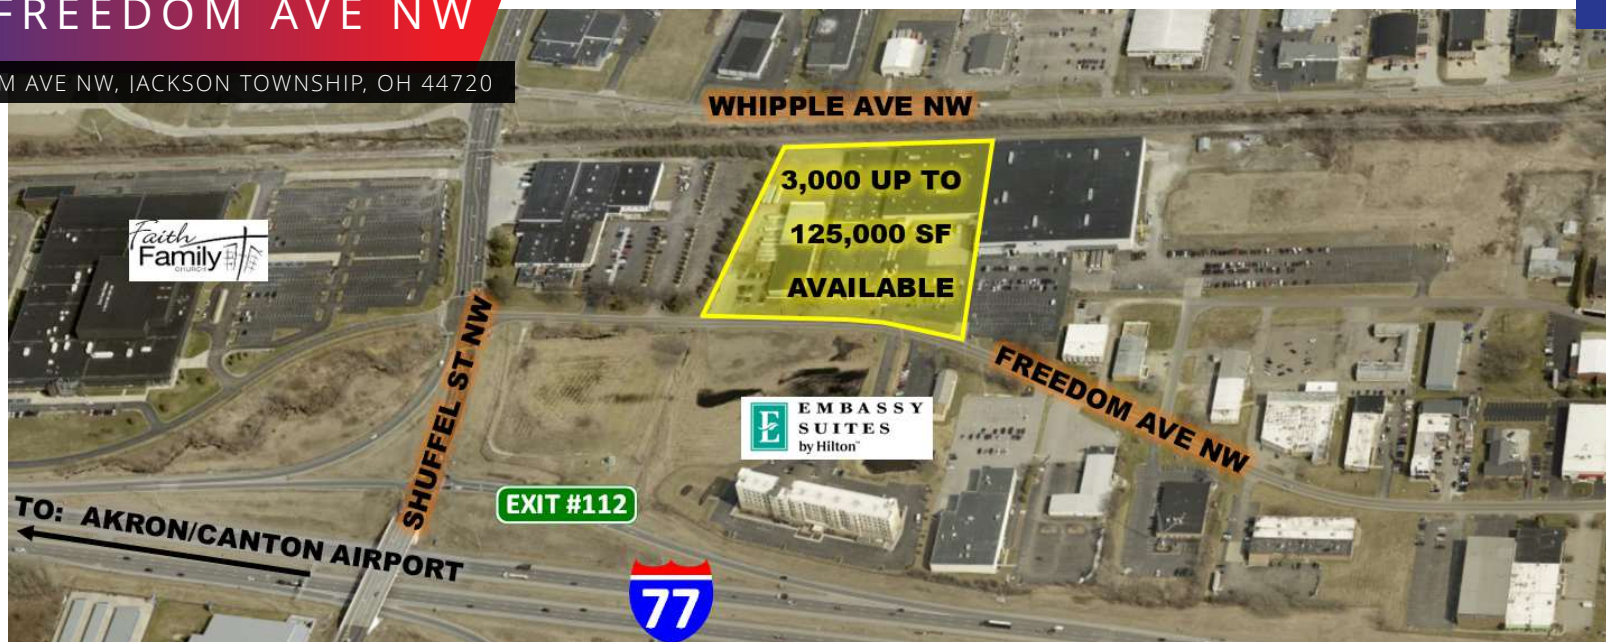 FREEDOM AVE NW
AVE NW, JACKSON TOWNSHIP, OH 44720
WHIPPLE AVE NW
3,000 UP TO
125,000 SF
AVAILABLE
Faith
Family
CHURCH
SHUFFEL ST NW
FREEDOM AVE NW
EMBASSY
SUITES
by Hilton™
EXIT #112
TO: AKRON/CANTON AIRPORT
77